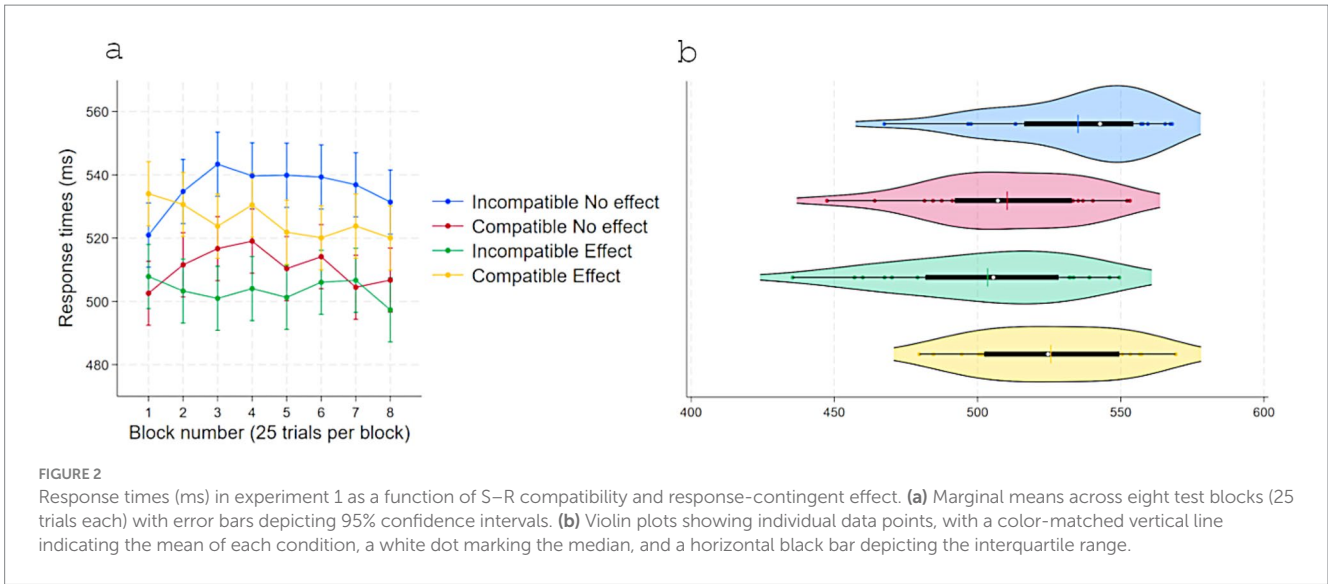 a
b
560
540
520
500
480
Response times (ms)
1 2 3 4 5 6 7 8
Block number (25 trials per block)
Incompatible No effect
Compatible No effect
Incompatible Effect
Compatible Effect
400 450 500 550 600
FIGURE 2
Response times (ms) in experiment 1 as a function of S–R compatibility and response-contingent effect. (a) Marginal means across eight test blocks (25
trials each) with error bars depicting 95% confidence intervals. (b) Violin plots showing individual data points, with a color-matched vertical line
indicating the mean of each condition, a white dot marking the median, and a horizontal black bar depicting the interquartile range.